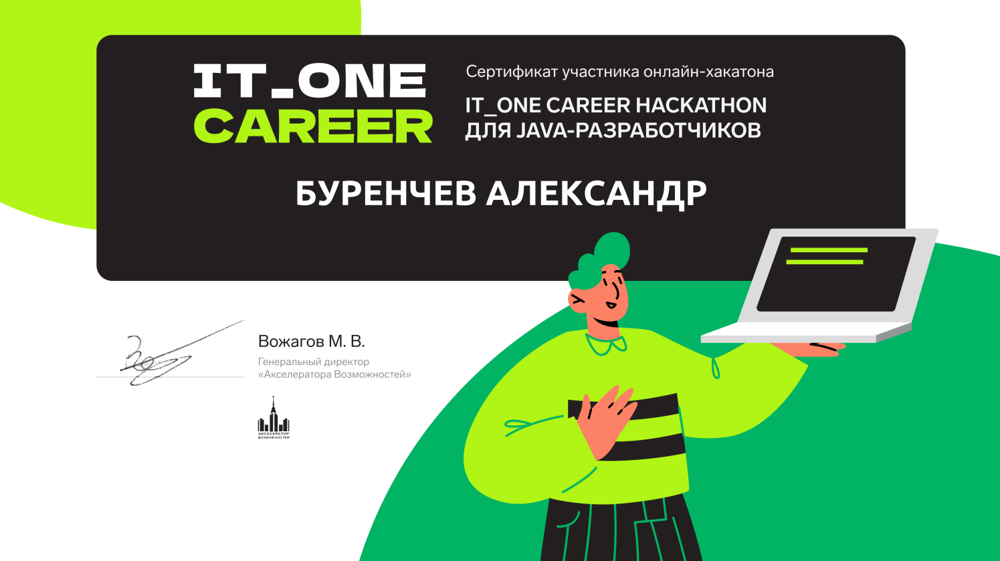 IT_ONE
CAREER
Сертификат участника онлайн-хакатона
IT_ONE CAREER HACKATHON
ДЛЯ JAVA-РАЗРАБОТЧИКОВ
БУРЕНЧЕВ АЛЕКСАНДР
Вожагов М. В.
Генеральный директор
«Акселератора Возможностей»
АКСЕЛЕРАТОР
ВОЗМОЖНОСТЕЙ